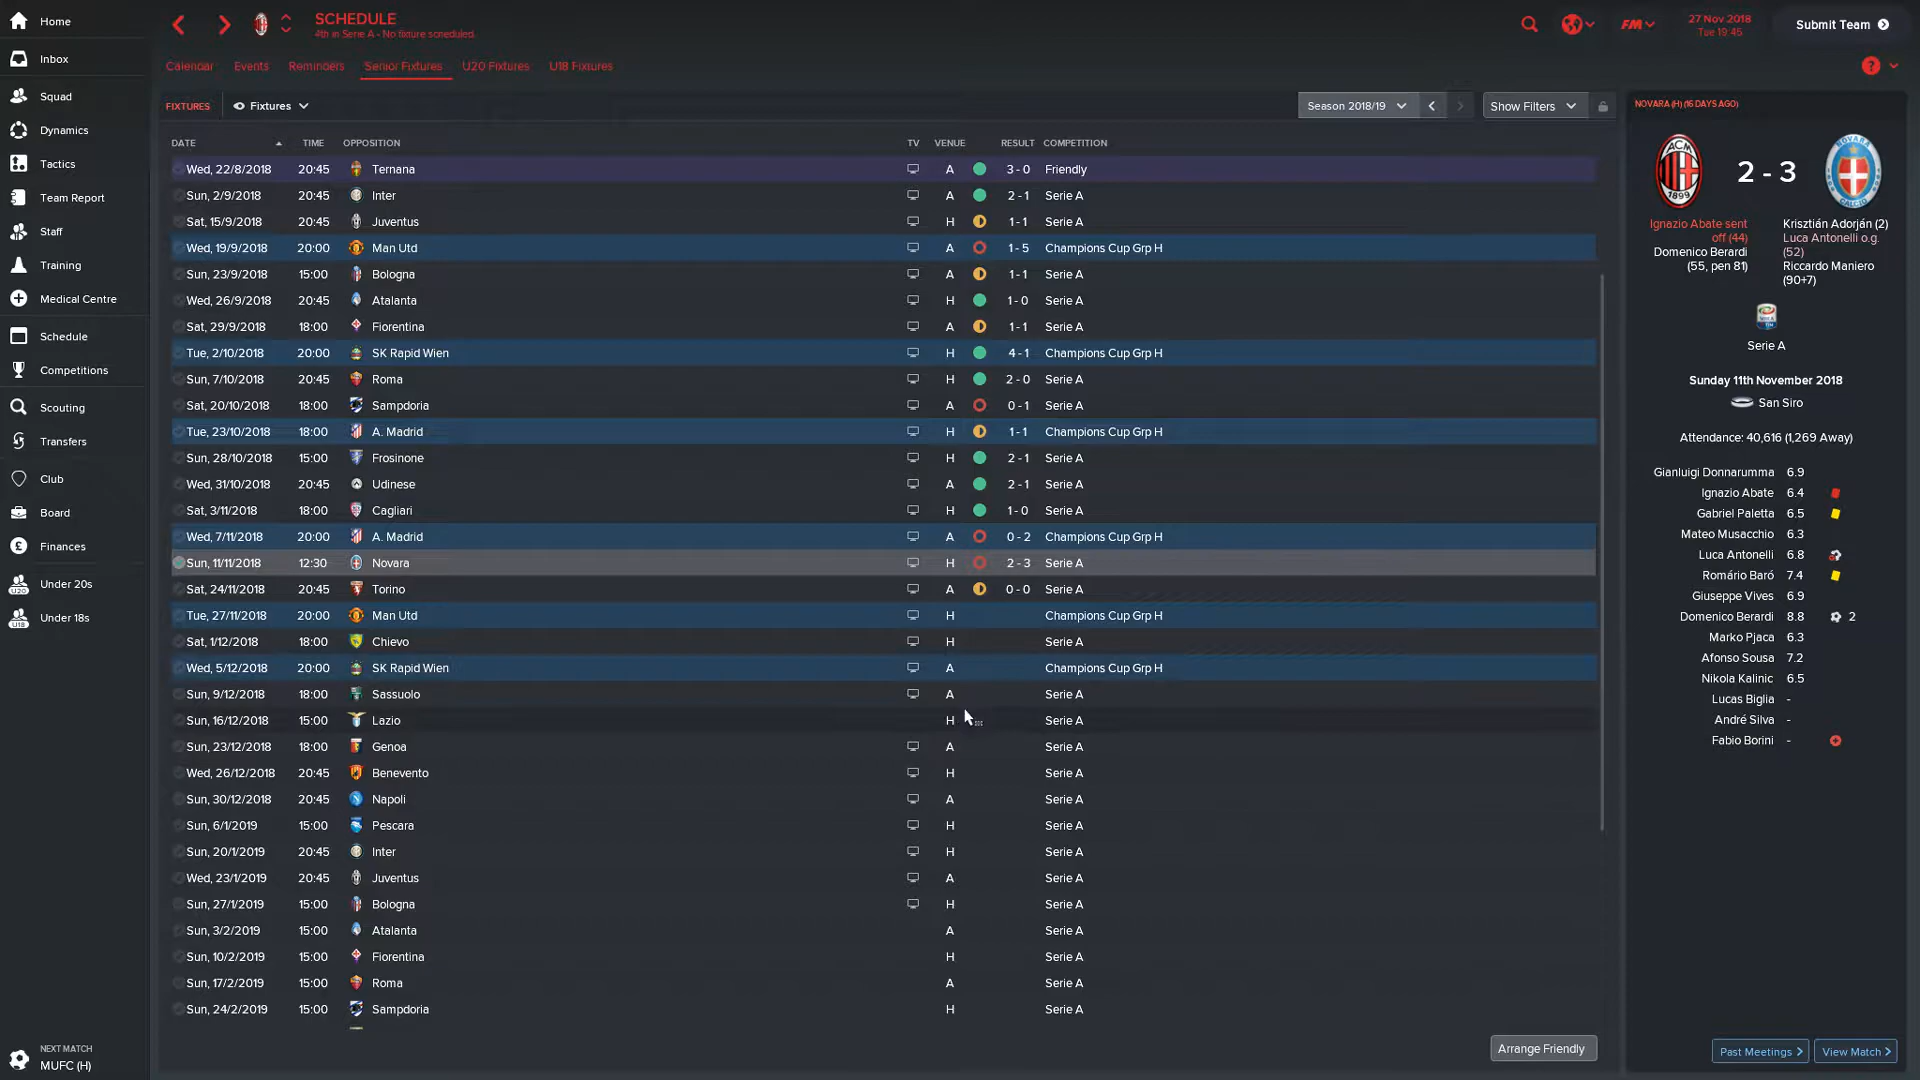 Home
Inbox
Squad
Dynamics
Tactics
Team Report
Staff
Training
Medical Centre
Schedule
Competitions
Scouting
Transfers
Club
Board
Finances
Under 20s
Under 18s
NEXT MATCH
MUFC (H)
SCHEDULE
4th in Serie A - No fixture scheduled.
FM
27 Nov 2018
Tue 19:45
Submit Team
Calendar Events Reminders Senior Fixtures U20 Fixtures U18 Fixtures
FIXTURES Fixtures Season 2018/19 Show Filters
DATE TIME OPPOSITION TV VENUE RESULT COMPETITION
Wed, 22/8/2018 20:45 Ternana A 3 - 0 Friendly
Sun, 2/9/2018 20:45 Inter A 2 - 1 Serie A
Sat, 15/9/2018 20:45 Juventus H 1 - 1 Serie A
Wed, 19/9/2018 20:00 Man Utd A 1 - 5 Champions Cup Grp H
Sun, 23/9/2018 15:00 Bologna A 1 - 1 Serie A
Wed, 26/9/2018 20:45 Atalanta H 1 - 0 Serie A
Sat, 29/9/2018 18:00 Fiorentina A 1 - 1 Serie A
Tue, 2/10/2018 20:00 SK Rapid Wien H 4 - 1 Champions Cup Grp H
Sun, 7/10/2018 20:45 Roma H 2 - 0 Serie A
Sat, 20/10/2018 18:00 Sampdoria A 0 - 1 Serie A
Tue, 23/10/2018 18:00 A. Madrid H 1 - 1 Champions Cup Grp H
Sun, 28/10/2018 15:00 Frosinone H 2 - 1 Serie A
Wed, 31/10/2018 20:45 Udinese A 2 - 1 Serie A
Sat, 3/11/2018 18:00 Cagliari H 1 - 0 Serie A
Wed, 7/11/2018 20:00 A. Madrid A 0 - 2 Champions Cup Grp H
Sun, 11/11/2018 12:30 Novara H 2 - 3 Serie A
Sat, 24/11/2018 20:45 Torino A 0 - 0 Serie A
Tue, 27/11/2018 20:00 Man Utd H Champions Cup Grp H
Sat, 1/12/2018 18:00 Chievo H Serie A
Wed, 5/12/2018 20:00 SK Rapid Wien A Champions Cup Grp H
Sun, 9/12/2018 18:00 Sassuolo A Serie A
Sun, 16/12/2018 15:00 Lazio H Serie A
Sun, 23/12/2018 18:00 Genoa A Serie A
Wed, 26/12/2018 20:45 Benevento H Serie A
Sun, 30/12/2018 20:45 Napoli A Serie A
Sun, 6/1/2019 15:00 Pescara H Serie A
Sun, 20/1/2019 20:45 Inter H Serie A
Wed, 23/1/2019 20:45 Juventus A Serie A
Sun, 27/1/2019 15:00 Bologna H Serie A
Sun, 3/2/2019 15:00 Atalanta A Serie A
Sun, 10/2/2019 15:00 Fiorentina H Serie A
Sun, 17/2/2019 15:00 Roma A Serie A
Sun, 24/2/2019 15:00 Sampdoria H Serie A
Arrange Friendly
NOVARA (H) (16 DAYS AGO)
ACM
1899
2 - 3
NOVARA
CALCIO
Ignazio Abate sent
off (44)
Domenico Berardi
(55, pen 81)
Krisztián Adorján (2)
Luca Antonelli o.g.
(52)
Riccardo Maniero
(90+7)
Serie A
Sunday 11th November 2018
San Siro
Attendance: 40,616 (1,269 Away)
Gianluigi Donnarumma 6.9
Ignazio Abate 6.4
Gabriel Paletta 6.5
Mateo Musacchio 6.3
Luca Antonelli 6.8
Romário Baró 7.4
Giuseppe Vives 6.9
Domenico Berardi 8.8 2
Marko Pjaca 6.3
Afonso Sousa 7.2
Nikola Kalinic 6.5
Lucas Biglia -
André Silva -
Fabio Borini -
Past Meetings View Match